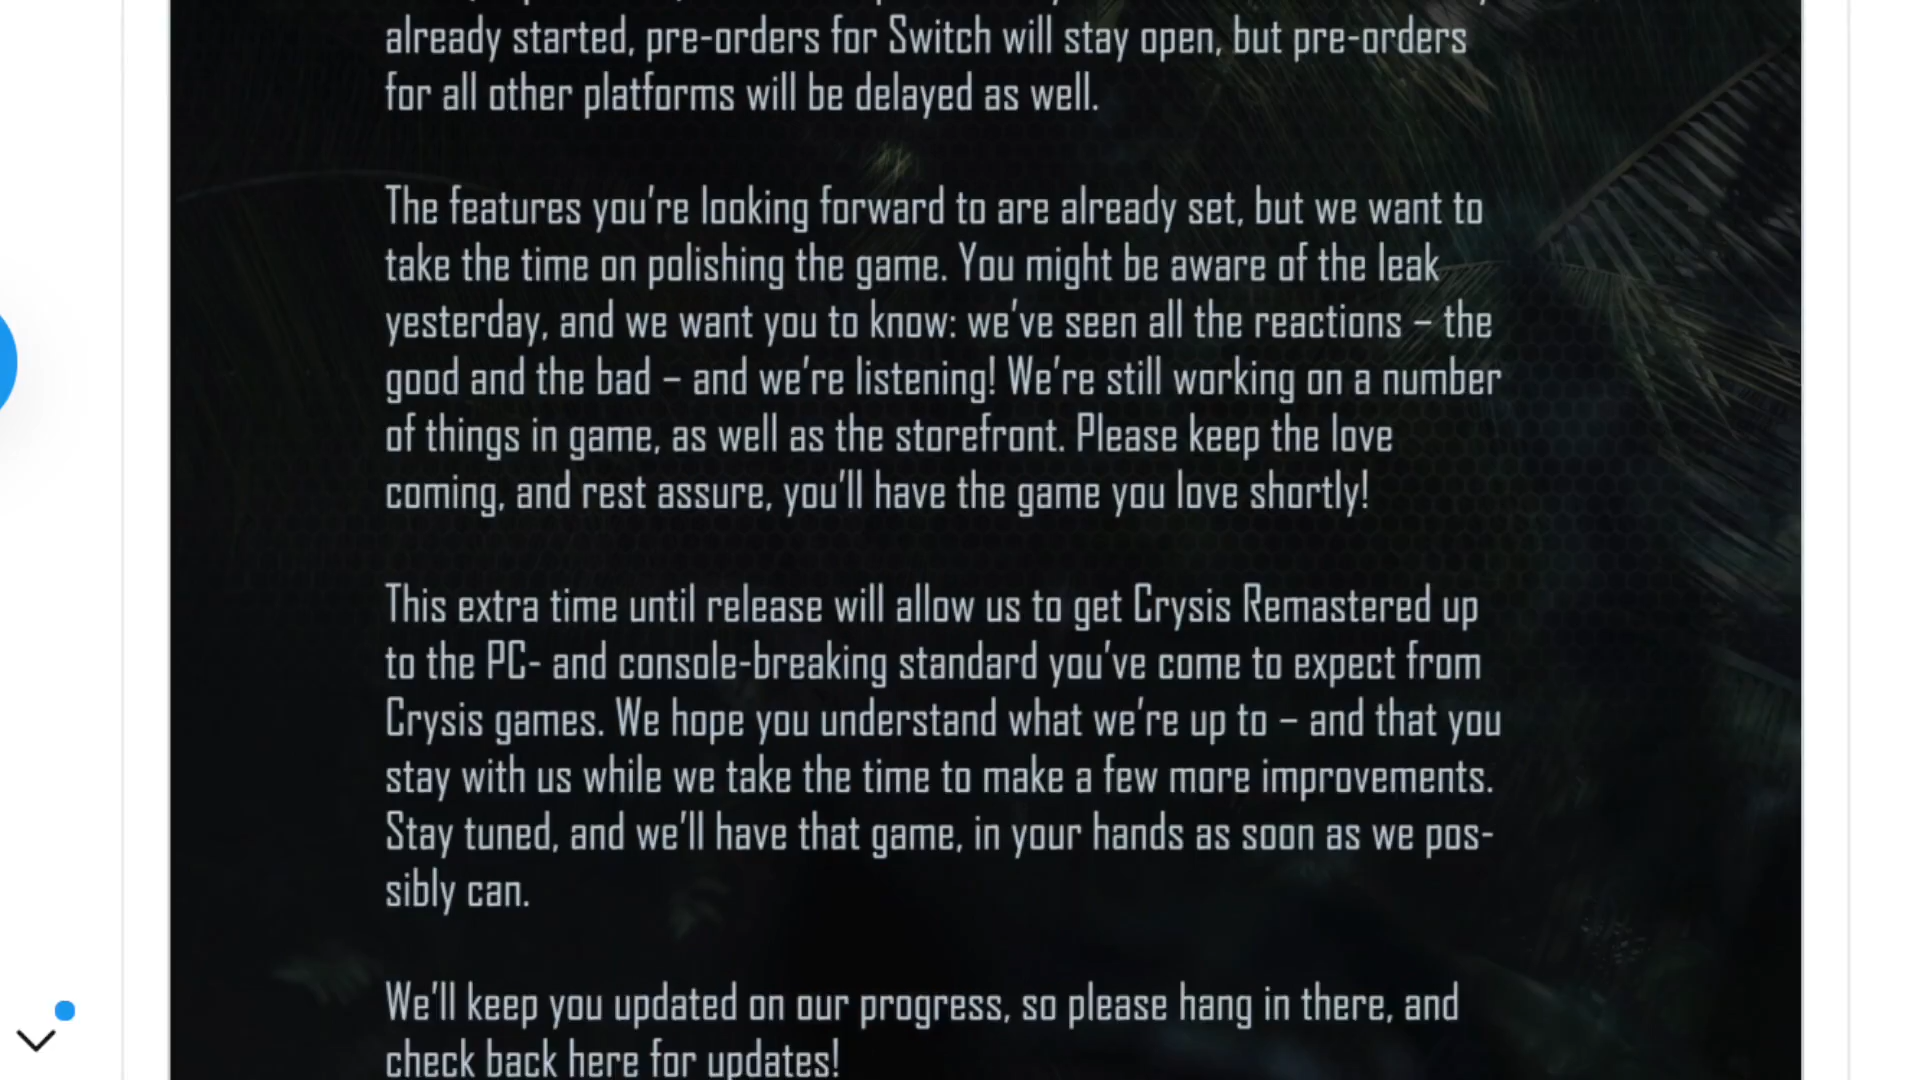 already started, pre-orders for Switch will stay open, but pre-orders
for all other platforms will be delayed as well.
The features you're looking forward to are already set, but we want to
take the time on polishing the game. You might be aware of the leak
yesterday, and we want you to know: we've seen all the reactions – the
good and the bad – and we're listening! We're still working on a number
of things in game, as well as the storefront. Please keep the love
coming, and rest assure, you'll have the game you love shortly!
This extra time until release will allow us to get Crysis Remastered up
to the PC- and console-breaking standard you've come to expect from
Crysis games. We hope you understand what we're up to – and that you
stay with us while we take the time to make a few more improvements.
Stay tuned, and we'll have that game, in your hands as soon as we pos-
sibly can.
We'll keep you updated on our progress, so please hang in there, and
check back here for updates!